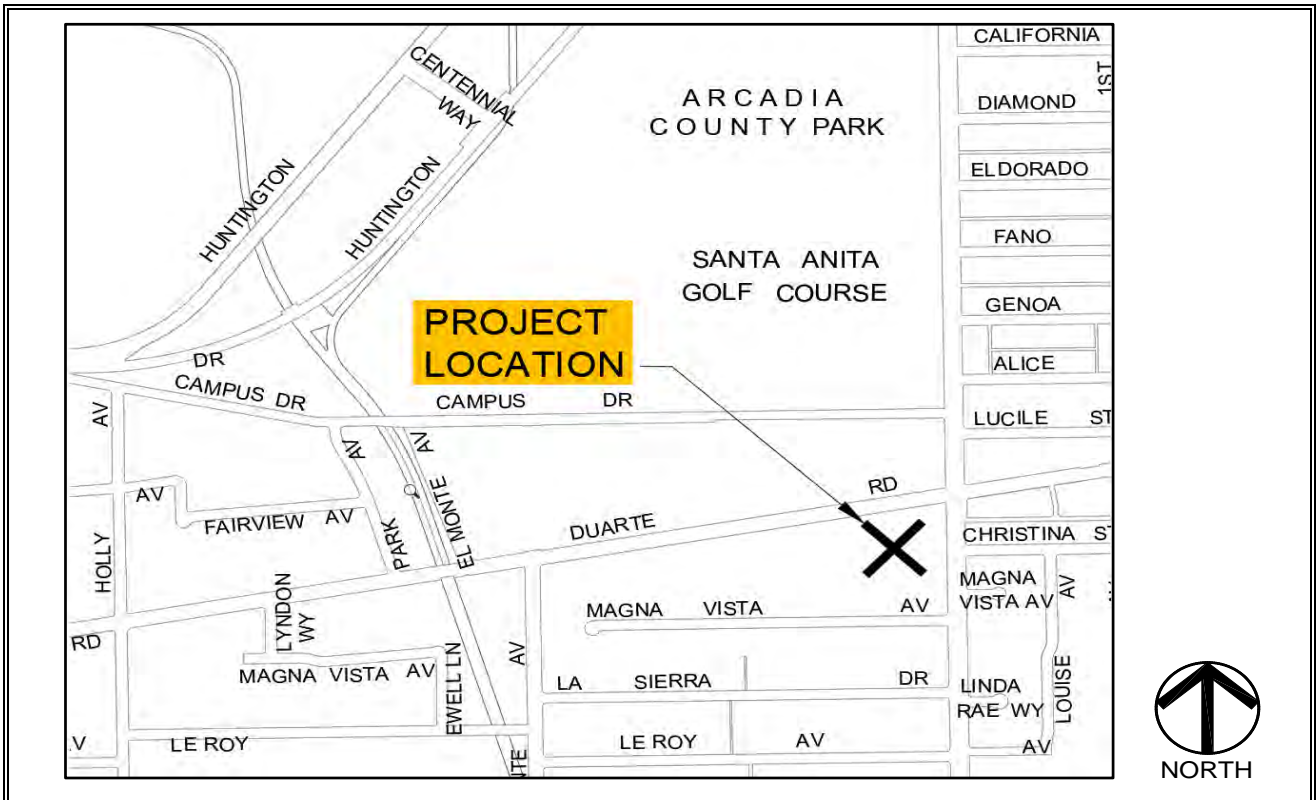 CALIFORNIA
1ST
CENTENNIAL
WAY
ARCADIA
COUNTY PARK
DIAMOND
ELDORADO
HUNTINGTON
HUNTINGTON
FANO
SANTA ANITA
GOLF COURSE
GENOA
PROJECT
LOCATION
DR
ALICE
CAMPUS DR
CAMPUS DR
AV
LUCILE ST
AV
AV
AV
RD
FAIRVIEW AV
EL MONTE
DUARTE
PARK
CHRISTINA ST
HOLLY
LYNDON
WY
MAGNA
VISTA AV
AV
MAGNA VISTA AV
RD
AV
MAGNA VISTA AV
EWELL LN
LA SIERRA DR
LINDA
RAE WY
LOUISE
LE ROY
LE ROY AV
AV
NORTH